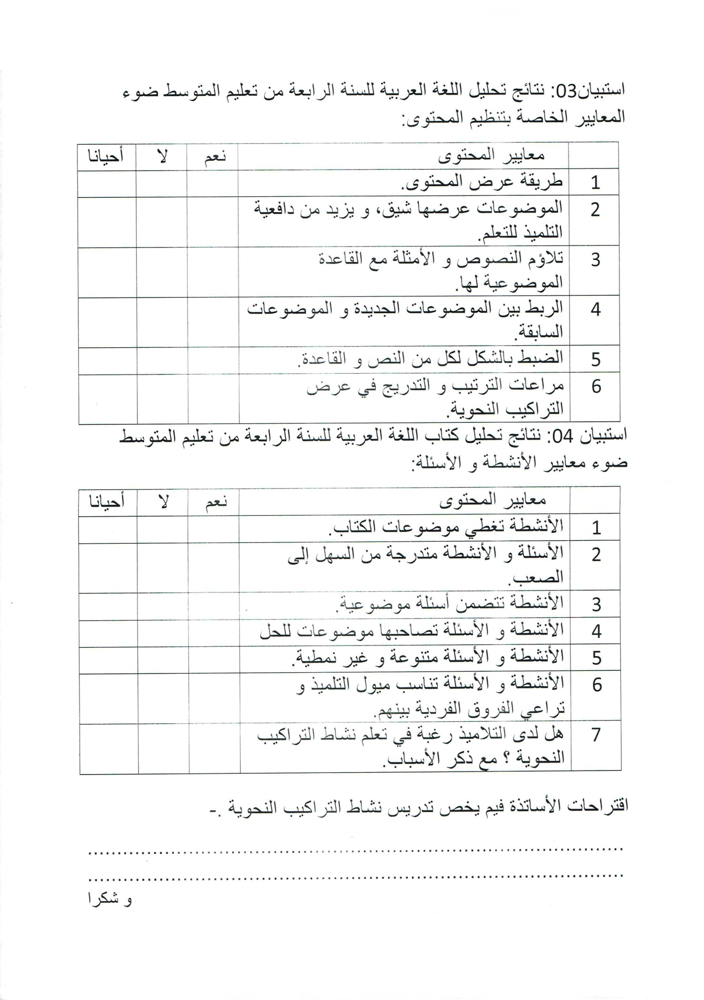 استبيان03: نتائج تحليل اللغة العربية للسنة الرابعة من تعليم المتوسط ضوء
المعايير الخاصة بتنظيم المحتوى:
معايير المحتوى نعم لا أحيانا
1 طريقة عرض المحتوى.
2 الموضوعات عرضها شيق، و يزيد من دافعية
التلميذ للتعلم.
3 تلاؤم النصوص و الأمثلة مع القاعدة
الموضوعية لها.
4 الربط بين الموضوعات الجديدة و الموضوعات
السابقة.
5 الضبط بالشكل لكل من النص و القاعدة.
6 مراعات الترتيب و التدريج في عرض
التراكيب النحوية.
استبيان 04: نتائج تحليل كتاب اللغة العربية للسنة الرابعة من تعليم المتوسط
ضوء معايير الأنشطة و الأسئلة:
معايير المحتوى نعم لا أحيانا
1 الأنشطة تغطي موضوعات الكتاب.
2 الأسئلة و الأنشطة متدرجة من السهل إلى
الصعب.
3 الأنشطة تتضمن أسئلة موضوعية.
4 الأنشطة و الأسئلة تصاحبها موضوعات للحل
5 الأنشطة و الأسئلة متنوعة و غير نمطية.
6 الأنشطة و الأسئلة تناسب ميول التلميذ و
تراعي الفروق الفردية بينهم.
7 هل لدى التلاميذ رغبة في تعلم نشاط التراكيب
النحوية ؟ مع ذكر الأسباب.
اقتراحات الأساتذة فيم يخص تدريس نشاط التراكيب النحوية .-
................................................................................
................................................................................
و شكرا